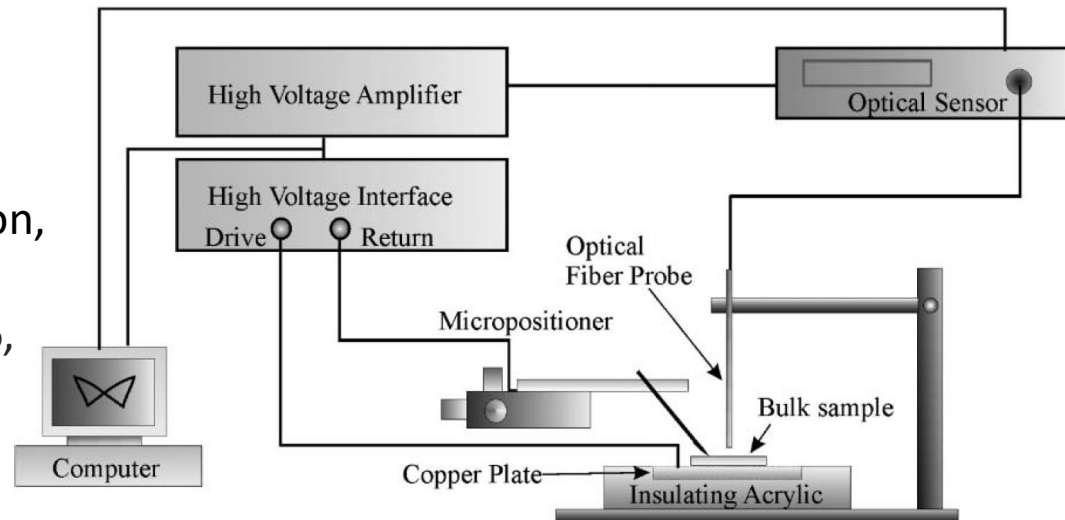 High Voltage Amplifier
Optical Sensor
High Voltage Interface
Drive
Return
on,
Optical
Fiber Probe
Micropositioner
o,
Bulk sample
Computer
Copper Plate
Insulating Acrylic